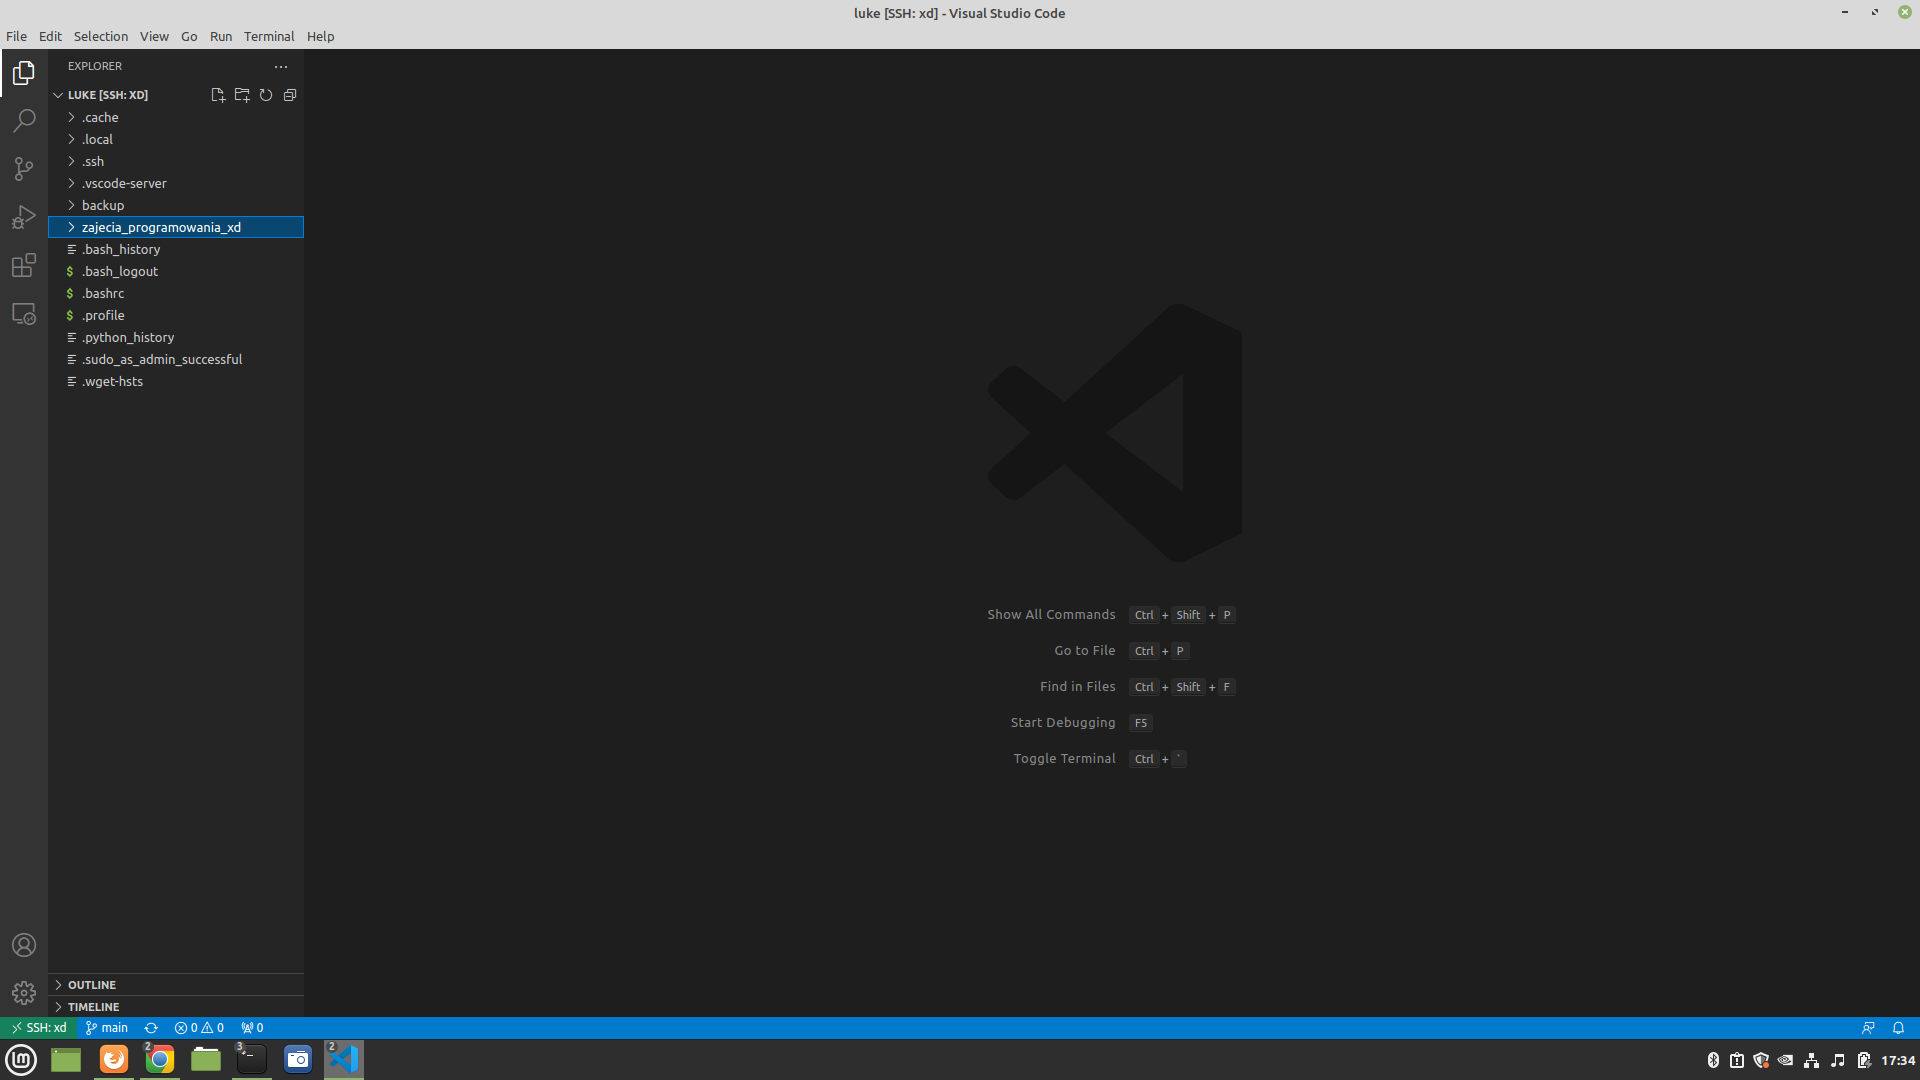 luke [SSH: xd] - Visual Studio Code
File Edit Selection View Go Run Terminal Help
EXPLORER
LUKE [SSH: XD]
.cache
.local
.ssh
.vscode-server
backup
zajecia_programowania_xd
.bash_history
$ .bash_logout
$ .bashrc
$ .profile
.python_history
.sudo_as_admin_successful
.wget-hsts
Show All Commands Ctrl + Shift + P
Go to File Ctrl + P
Find in Files Ctrl + Shift + F
Start Debugging F5
Toggle Terminal Ctrl + `
OUTLINE
TIMELINE
SSH: xd main 0 0 0
2 3 2
17:34